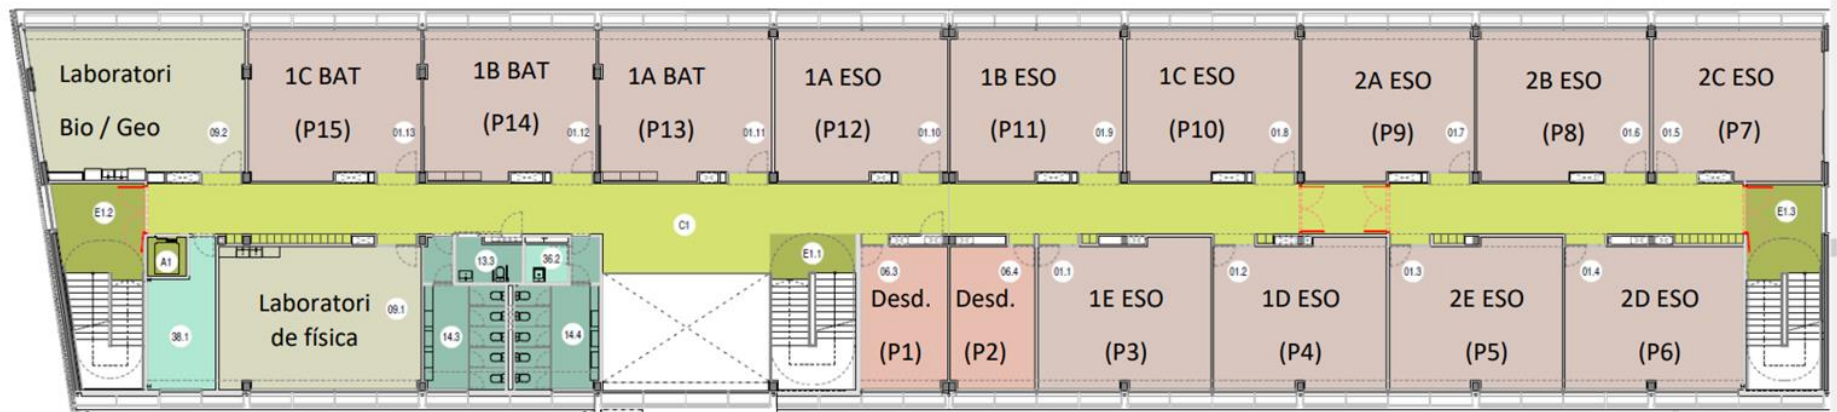 Laboratori
Bio / Geo
09.2
1C BAT
(P15)
01.13
1B BAT
(P14)
01.12
1A BAT
(P13)
01.11
1A ESO
(P12)
01.10
1B ESO
(P11)
01.9
1C ESO
(P10)
01.8
2A ESO
(P9)
01.7
2B ESO
(P8)
01.6
2C ESO
(P7)
01.5
E1.2
C1
E1.3
A1
38.1
Laboratori
de física
09.1
13.3
36.2
14.3
14.4
E1.1
06.3
Desd.
(P1)
06.4
Desd.
(P2)
01.1
1E ESO
(P3)
01.2
1D ESO
(P4)
01.3
2E ESO
(P5)
01.4
2D ESO
(P6)